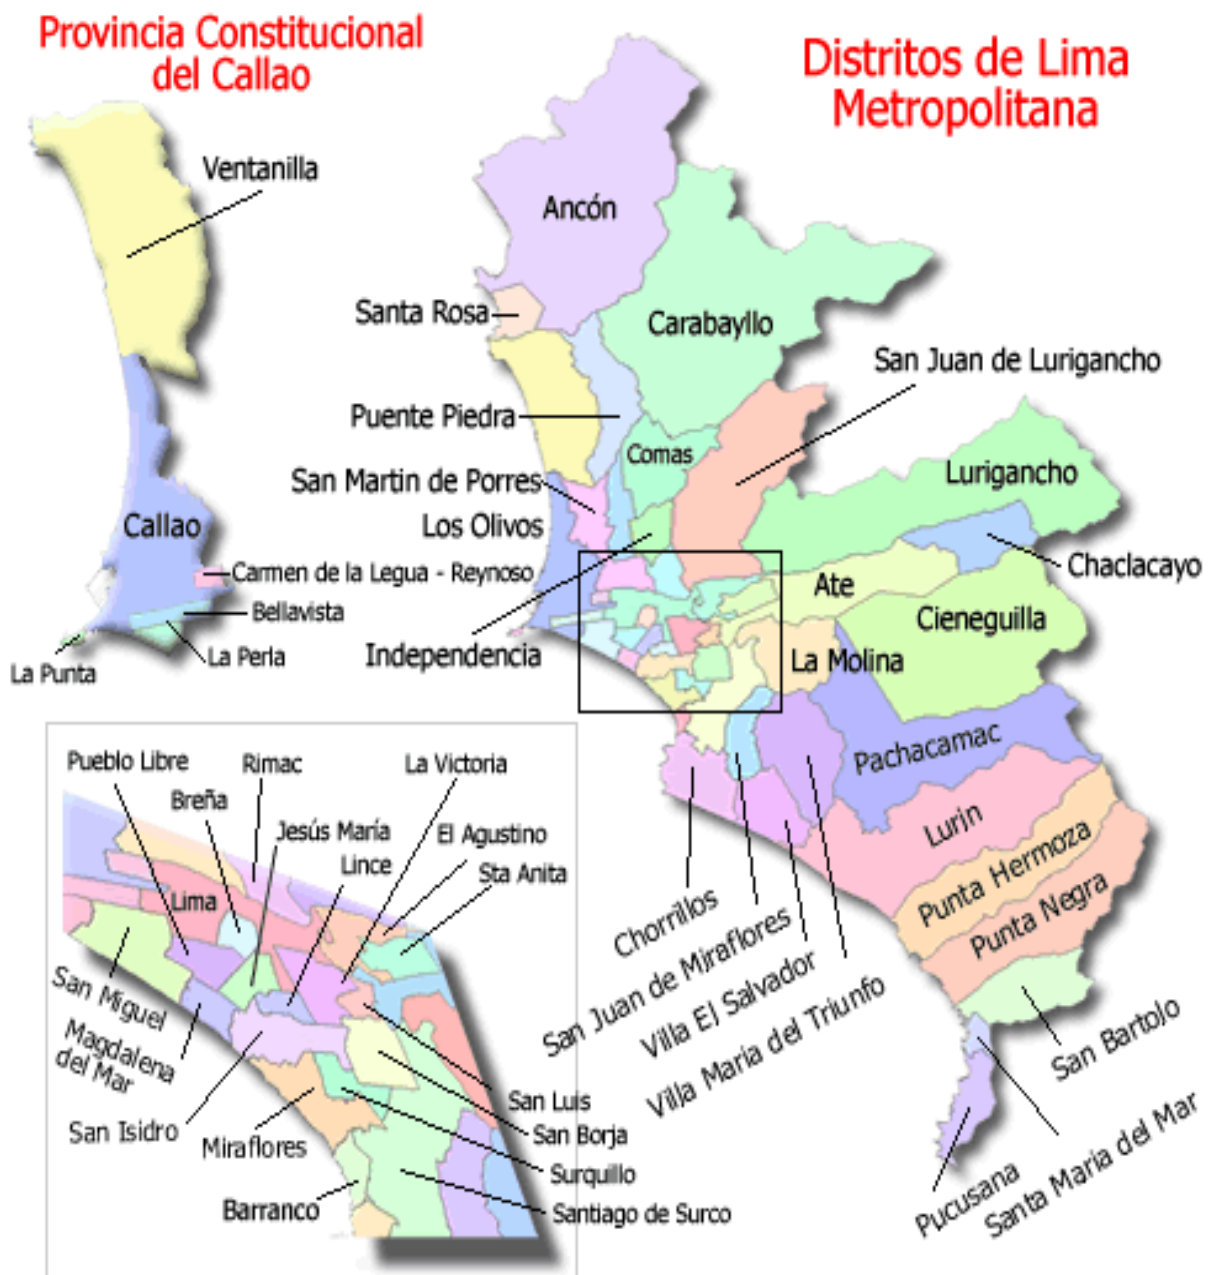 Provincia Constitucional
del Callao
Distritos de Lima
Metropolitana
Ventanilla
Callao
Carmen de la Legua - Reynoso
Bellavista
La Perla
La Punta
Ancón
Santa Rosa
Carabayllo
San Juan de Lurigancho
Puente Piedra
Comas
San Martin de Porres
Lurigancho
Los Olivos
Chaclacayo
Ate
Cieneguilla
Independencia
La Molina
Pachacamac
Lurin
Punta Hermoza
Punta Negra
Chorrillos
San Juan de Miraflores
Villa El Salvador
Villa Maria del Triunfo
San Bartolo
Santa Maria del Mar
Pucusana
Pueblo Libre
Rimac
La Victoria
Breña
Jesús María
El Agustino
Lince
Sta Anita
Lima
San Miguel
Magdalena
del Mar
San Isidro
Miraflores
Barranco
San Luis
San Borja
Surquillo
Santiago de Surco